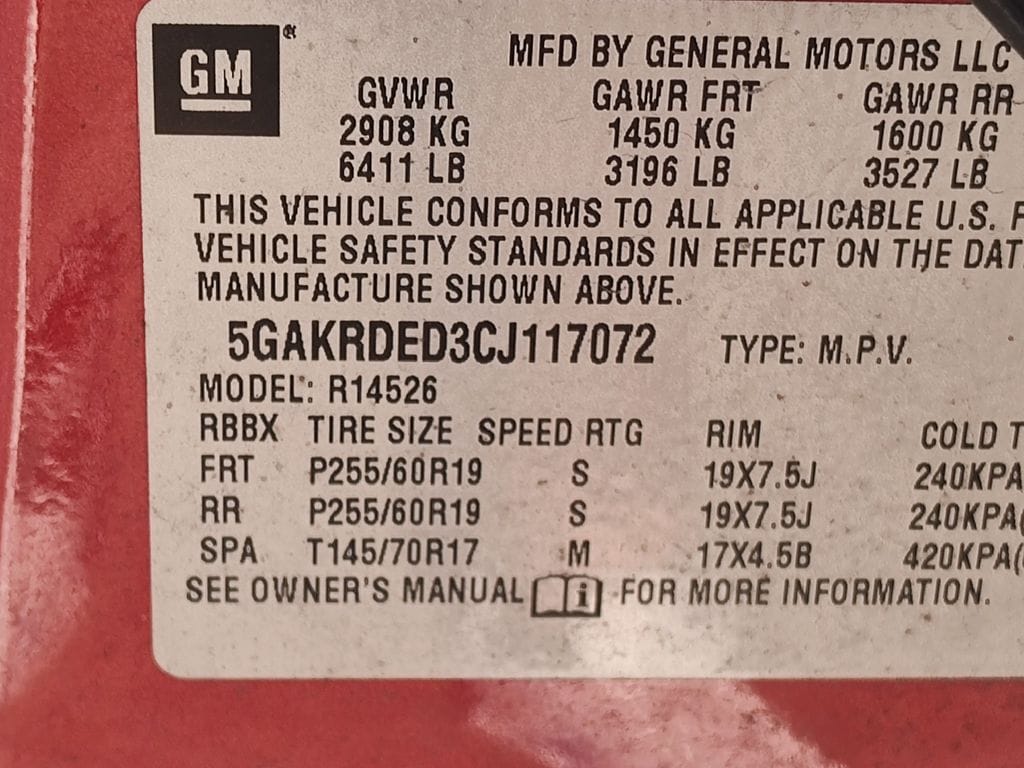 GM ®
MFD BY GENERAL MOTORS LLC
GVWR GAWR FRT GAWR RR
2908 KG 1450 KG 1600 KG
6411 LB 3196 LB 3527 LB
THIS VEHICLE CONFORMS TO ALL APPLICABLE U.S. F
VEHICLE SAFETY STANDARDS IN EFFECT ON THE DAT
MANUFACTURE SHOWN ABOVE.
5GAKRDED3CJ117072 TYPE: M.P.V.
MODEL: R14526
RBBX TIRE SIZE SPEED RTG RIM COLD T
FRT P255/60R19 S 19X7.5J 240KPA
RR P255/60R19 S 19X7.5J 240KPA(
SPA T145/70R17 M 17X4.5B 420KPA(
SEE OWNER'S MANUAL i FOR MORE INFORMATION.